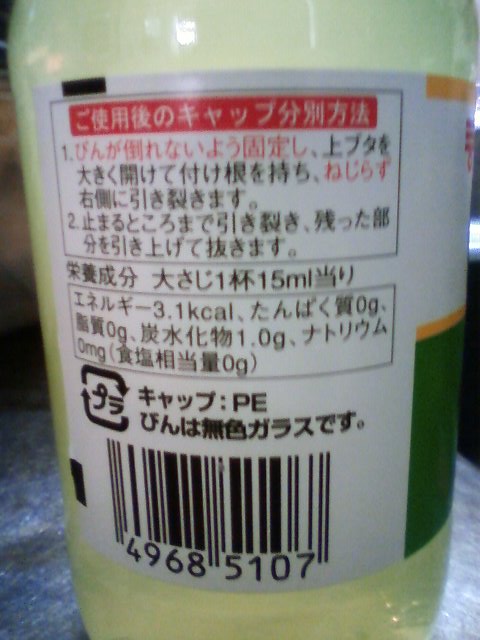 ご使用後のキャップ分別方法
1.びんが倒れないよう固定し、上ブタを
大きく開けて付け根を持ち、ねじらず
右側に引き裂きます。
2.止まるところまで引き裂き、残った部
分を引き上げて抜きます。
栄養成分 大さじ1杯15ml当り
エネルギー3.1kcal、たんぱく質0g、
脂質0g、炭水化物1.0g、ナトリウム
0mg(食塩相当量0g)
プラ
キャップ:PE
びんは無色ガラスです。
4968 5107